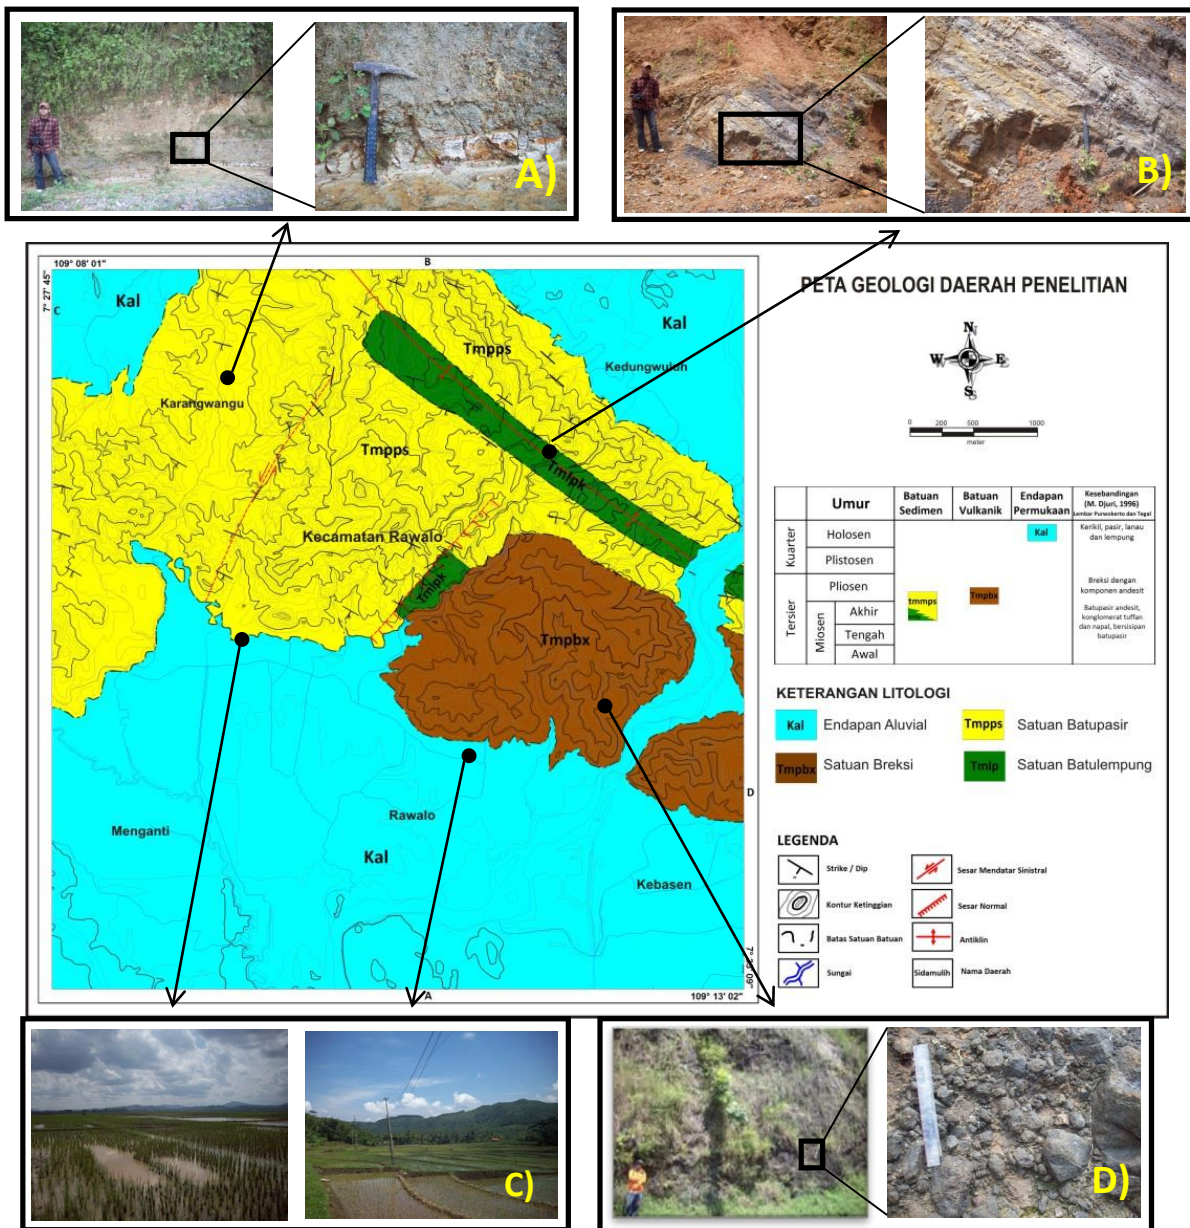 A)
B)
109° 08' 01"
B
7° 27' 45"
C
Kal
Kal
Tmpps
Kedungwuluh
Karangwangu
Tmpps
Tmlpk
Kecamatan Rawalo
Tmlpk
Tmpbx
Menganti
Rawalo
Kal
Kebasen
D
A
109° 13' 02"
PETA GEOLOGI DAERAH PENELITIAN
N
W
E
S
0 200 500 1000
meter
Umur
Batuan Sedimen
Batuan Vulkanik
Endapan Permukaan
Kesebandingan
(M. Djuri, 1996)
Lembar Purwokerto dan Tegal
Kuarter
Holosen
Kal
Kerikil, pasir, lanau
dan lempung
Plistosen
Tersier
Pliosen
tmmps
Tmpbx
Breksi dengan
komponen andesit
Miosen
Akhir
Tengah
Awal
Batupasir andesit,
konglomerat tuffan
dan napal, bersisipan
batupasir
KETERANGAN LITOLOGI
Kal Endapan Aluvial
Tmpps Satuan Batupasir
Tmpbx Satuan Breksi
Tmlp Satuan Batulempung
LEGENDA
Strike / Dip
Sesar Mendatar Sinistral
Kontur Ketinggian
Sesar Normal
Batas Satuan Batuan
Antiklin
Sungai
Sidamulih Nama Daerah
C)
D)